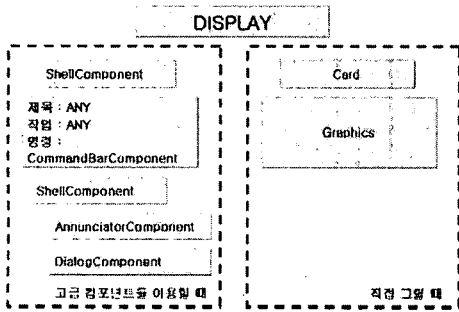 DISPLAY
ShellComponent
제목 : ANY
작업 : ANY
명령 :
CommandBarComponent
ShellComponent
AnnunciatorComponent
DialogComponent
고급 컴포넌트를 이용할 때
Card
Graphics
직접 그릴 때